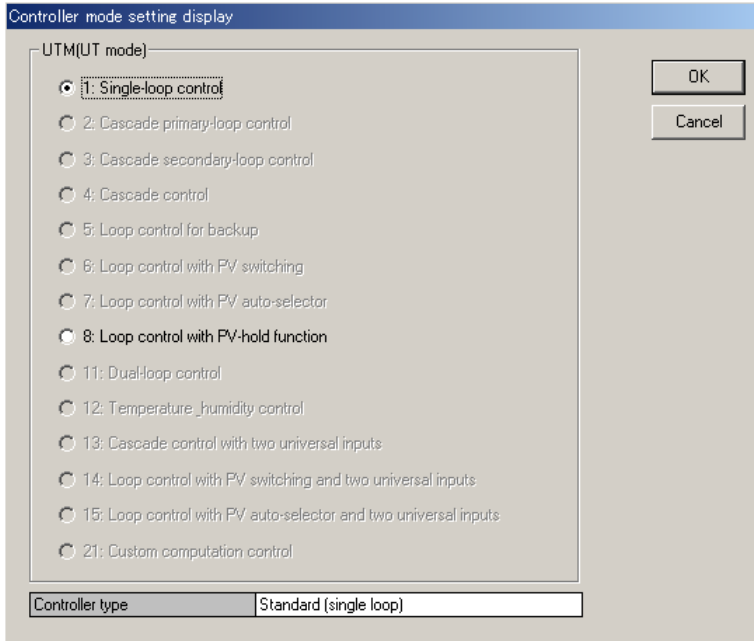 Controller mode setting display
UTM(UT mode)
1: Single-loop control
2: Cascade primary-loop control
3: Cascade secondary-loop control
4: Cascade control
5: Loop control for backup
6: Loop control with PV switching
7: Loop control with PV auto-selector
8: Loop control with PV-hold function
11: Dual-loop control
12: Temperature_humidity control
13: Cascade control with two universal inputs
14: Loop control with PV switching and two universal inputs
15: Loop control with PV auto-selector and two universal inputs
21: Custom computation control
Controller type Standard (single loop)
OK
Cancel